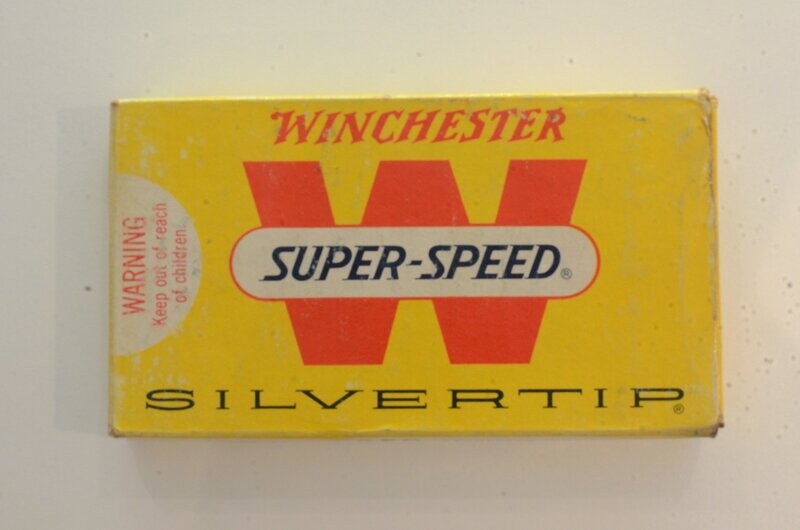 WINCHESTER
W
SUPER-SPEED®
SILVERTIP®
WARNING
Keep out of reach
of children.